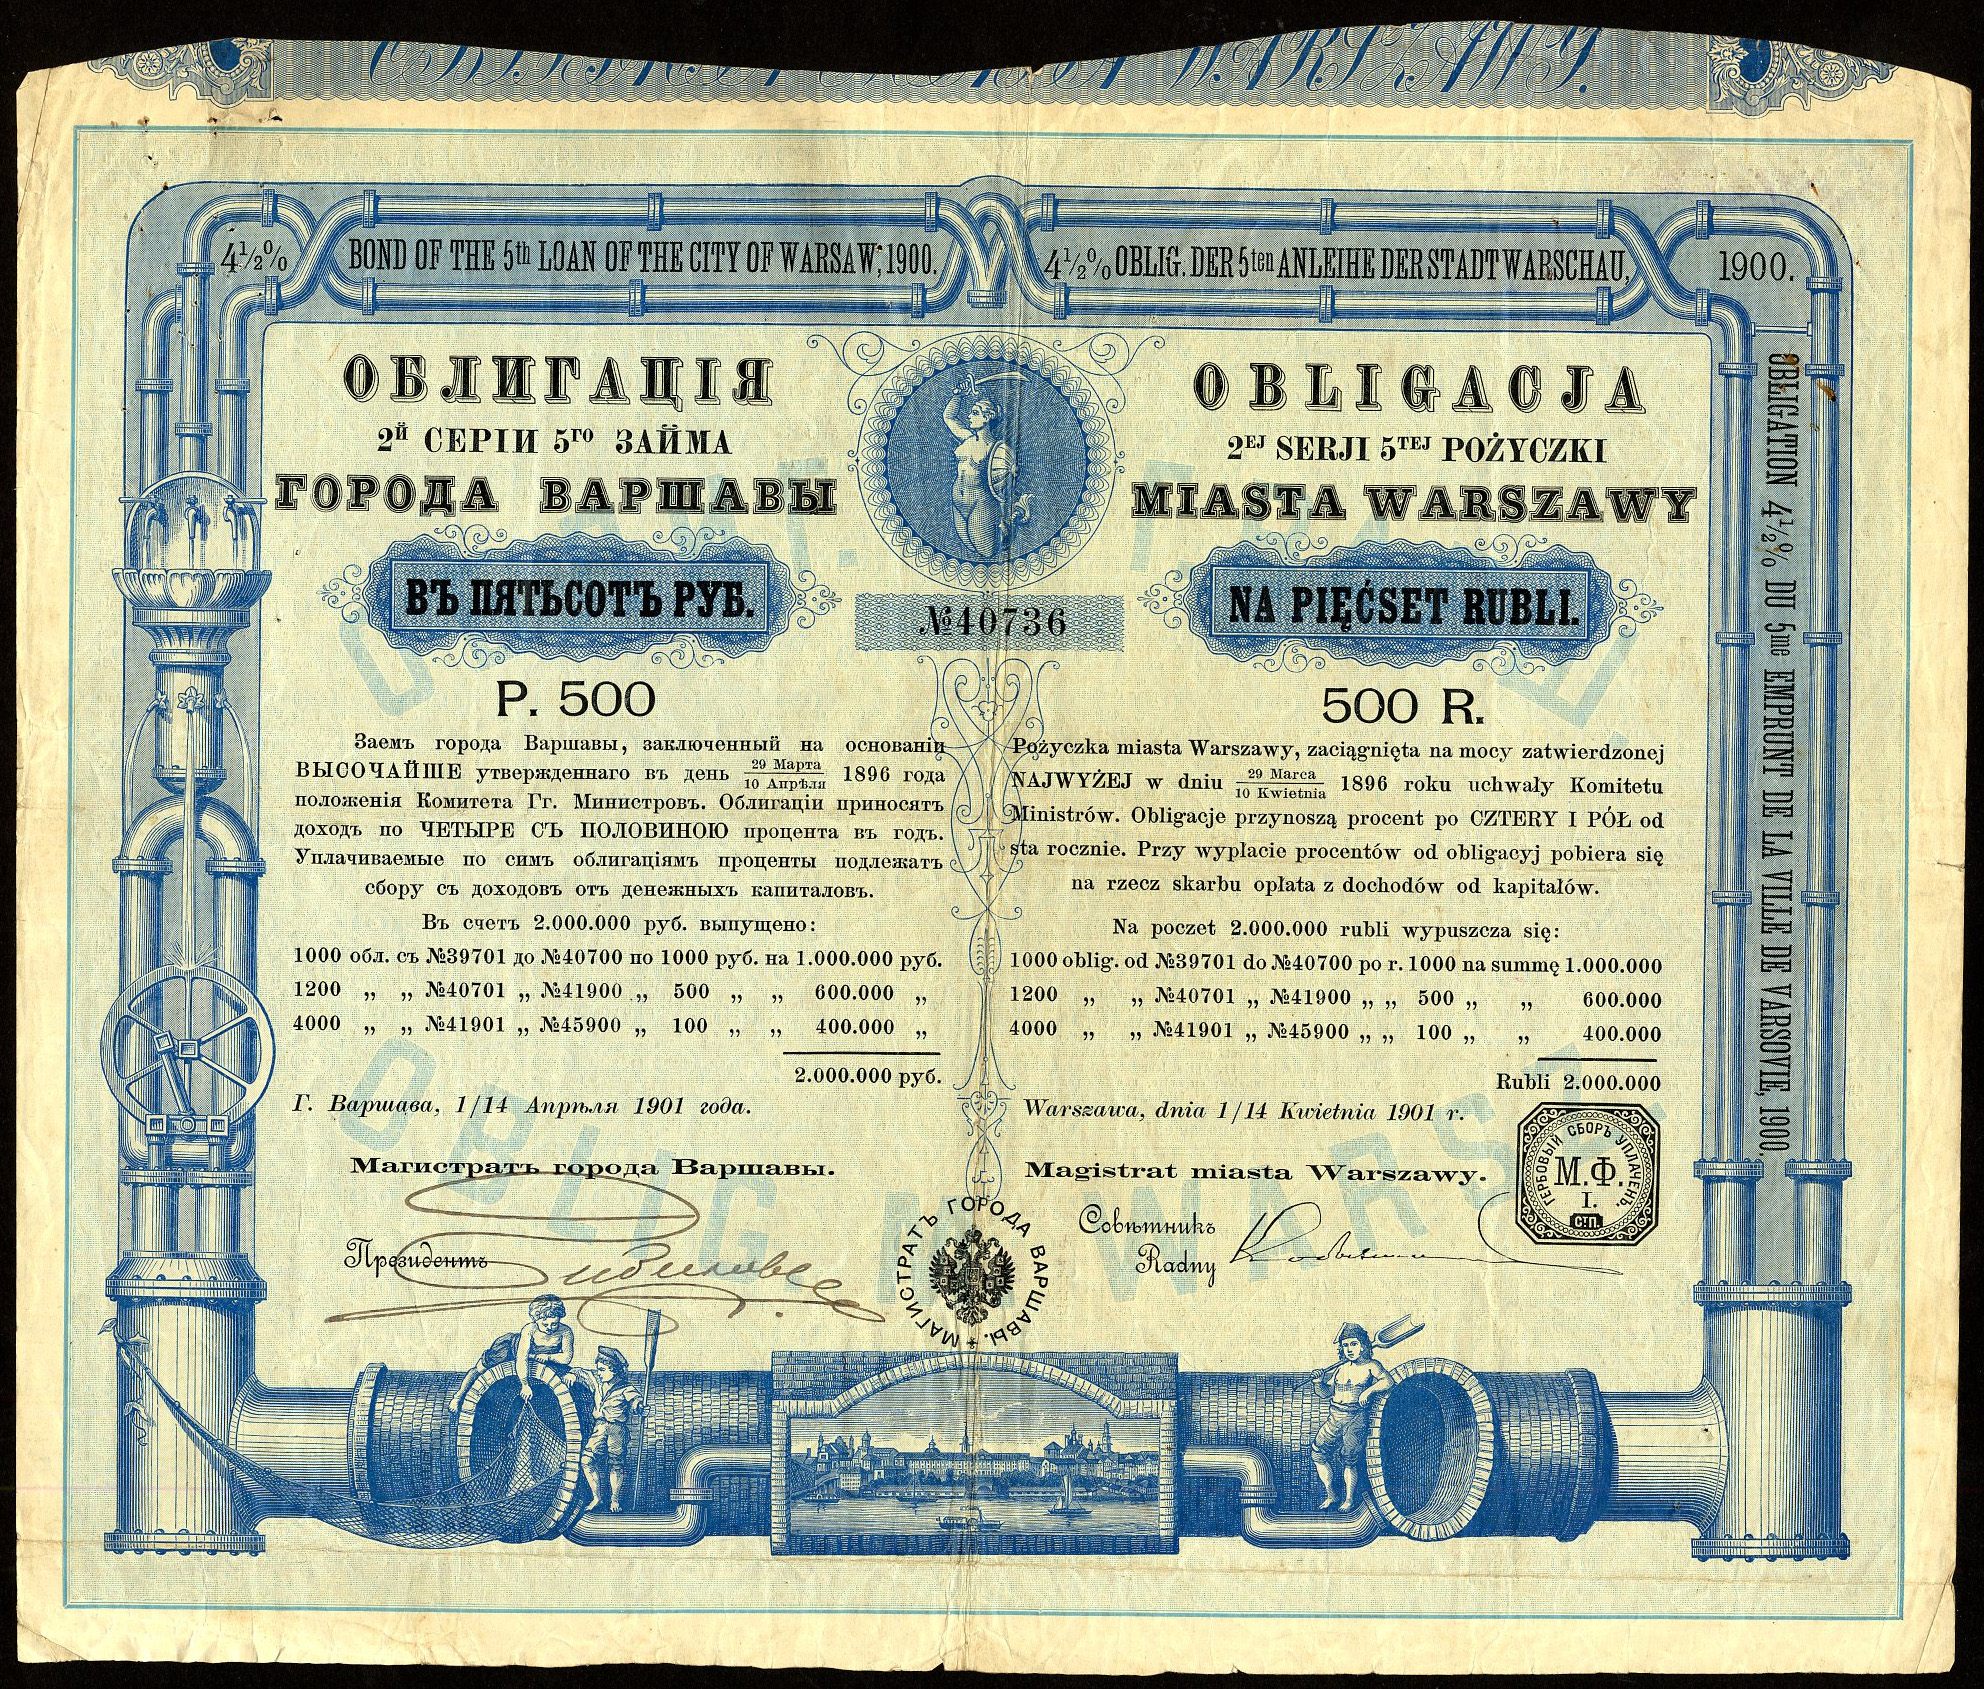 OBLIGACJA MIASTA WARSZAWY.
4½% BOND OF THE 5th LOAN OF THE CITY OF WARSAW, 1900.
4½% OBLIG. DER 5ten ANLEIHE DER STADT WARSCHAU, 1900.
OBLIGATION 4½% DU 5me EMPRUNT DE LA VILLE DE VARSOVIE, 1900.
ОБЛИГАЦІЯ
2Й СЕРІИ 5ГО ЗАЙМА
ГОРОДА ВАРШАВЫ
ВЪ ПЯТЬСОТЪ РУБ.
Р. 500
Заемъ города Варшавы, заключенный на основаніи
ВЫСОЧАЙШЕ утвержденнаго въ день 29 Марта/10 Апрѣля 1896 года
положенія Комитета Гг. Министровъ. Облигаціи приносятъ
доходъ по ЧЕТЫРЕ СЪ ПОЛОВИНОЮ процента въ годъ.
Уплачиваемые по симъ облигаціямъ проценты подлежатъ
сбору съ доходовъ отъ денежныхъ капиталовъ.
Въ счетъ 2.000.000 руб. выпущено:
1000 обл. съ №39701 до №40700 по 1000 руб. на 1.000.000 руб.
1200 „ „ №40701 „ №41900 „ 500 „ „ 600.000 „
4000 „ „ №41901 „ №45900 „ 100 „ „ 400.000 „
2.000.000 руб.
Г. Варшава, 1/14 Апрѣля 1901 года.
Магистратъ города Варшавы.
Президентъ
№40736
OBLIGACJA
2EJ SERJI 5TEJ POŻYCZKI
MIASTA WARSZAWY
NA PIĘĆSET RUBLI.
500 R.
Pożyczka miasta Warszawy, zaciągnięta na mocy zatwierdzonej
NAJWYŻEJ w dniu 29 Marca/10 Kwietnia 1896 roku uchwały Komitetu
Ministrów. Obligacje przynoszą procent po CZTERY I PÓŁ od
sta rocznie. Przy wypłacie procentów od obligacyj pobiera się
na rzecz skarbu opłata z dochodów od kapitałów.
Na poczet 2.000.000 rubli wypuszcza się:
1000 oblig. od №39701 do №40700 po r. 1000 na summę 1.000.000
1200 „ „ №40701 „ №41900 „ „ 500 „ „ 600.000
4000 „ „ №41901 „ №45900 „ „ 100 „ „ 400.000
Rubli 2.000.000
Warszawa, dnia 1/14 Kwietnia 1901 r.
Magistrat miasta Warszawy.
Совѣтникъ
Radny
ГЕРБОВЫЙ СБОРЪ УПЛАЧЕНЪ.
М.Ф.
I.
СТП.
МАГИСТРАТЪ ГОРОДА ВАРШАВЫ.